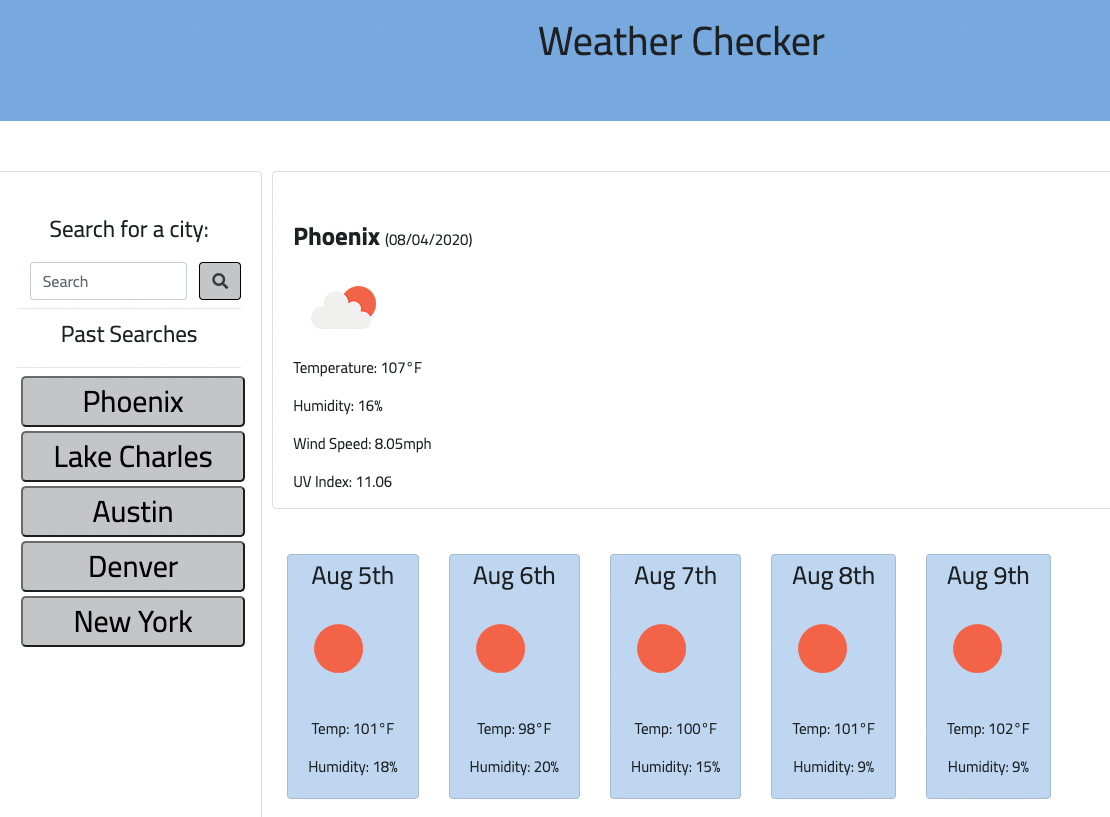 Weather Checker
Search for a city:
Search
Past Searches
Phoenix
Lake Charles
Austin
Denver
New York
Phoenix (08/04/2020)
Temperature: 107°F
Humidity: 16%
Wind Speed: 8.05mph
UV Index: 11.06
Aug 5th
Temp: 101°F
Humidity: 18%
Aug 6th
Temp: 98°F
Humidity: 20%
Aug 7th
Temp: 100°F
Humidity: 15%
Aug 8th
Temp: 101°F
Humidity: 9%
Aug 9th
Temp: 102°F
Humidity: 9%